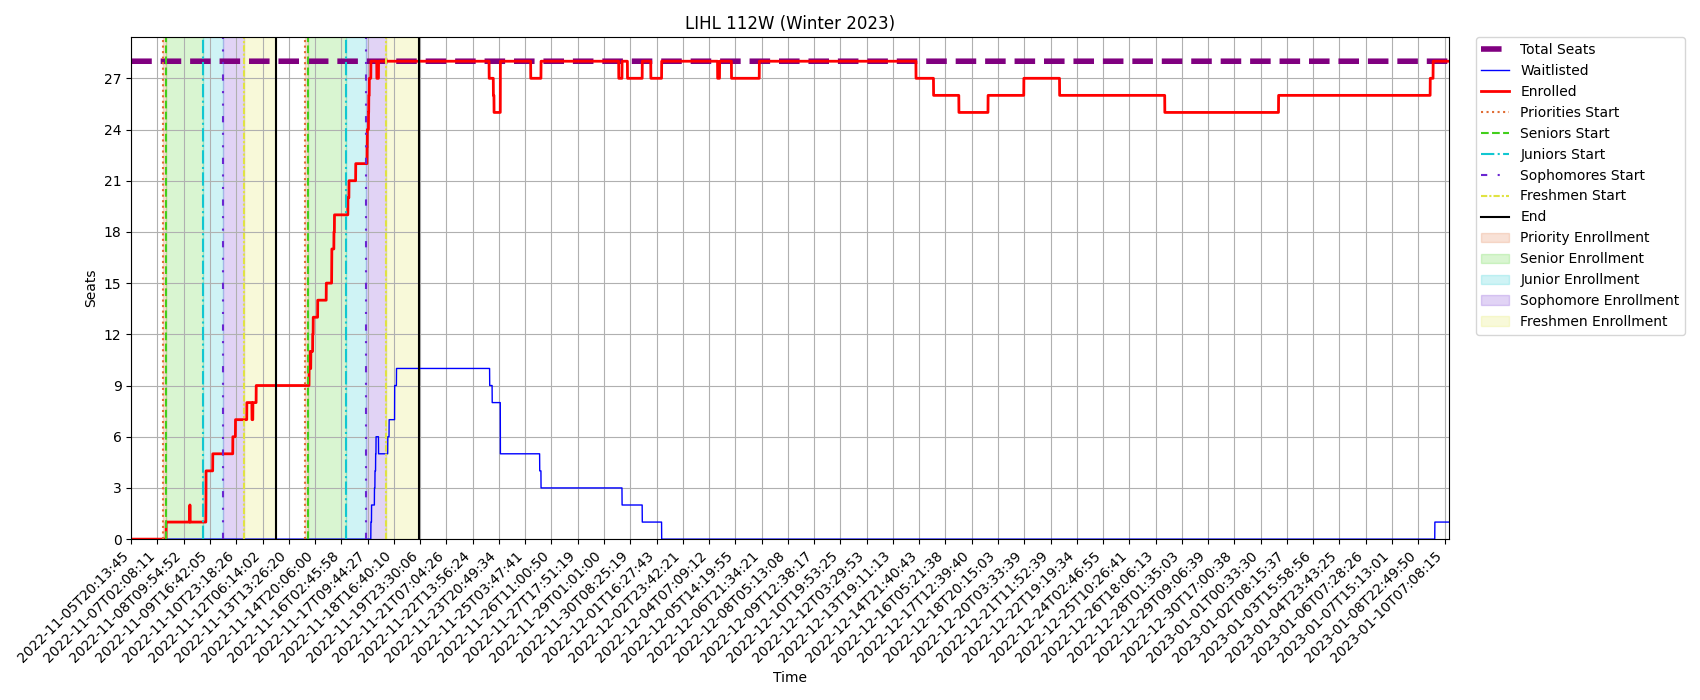 LIHL 112W (Winter 2023)
Total Seats
Waitlisted
Enrolled
Priorities Start
Seniors Start
Juniors Start
Sophomores Start
Freshmen Start
End
Priority Enrollment
Senior Enrollment
Junior Enrollment
Sophomore Enrollment
Freshmen Enrollment
Seats
27
24
21
18
15
12
9
6
3
0
2022-11-05T20:13:45
2022-11-07T02:08:11
2022-11-08T09:54:52
2022-11-09T16:42:05
2022-11-10T23:18:26
2022-11-12T06:14:02
2022-11-13T13:26:20
2022-11-14T20:06:00
2022-11-16T02:45:58
2022-11-17T09:44:27
2022-11-18T16:40:10
2022-11-19T23:30:06
2022-11-21T07:04:26
2022-11-22T13:56:24
2022-11-23T20:49:34
2022-11-25T03:47:41
2022-11-26T11:00:50
2022-11-27T17:51:19
2022-11-29T01:01:00
2022-11-30T08:25:19
2022-12-01T16:27:43
2022-12-02T23:42:21
2022-12-04T07:09:12
2022-12-05T14:19:55
2022-12-06T21:34:21
2022-12-08T05:13:08
2022-12-09T12:38:17
2022-12-10T19:53:25
2022-12-12T03:29:53
2022-12-13T19:11:13
2022-12-14T21:40:43
2022-12-16T05:21:38
2022-12-17T12:39:40
2022-12-18T20:15:03
2022-12-20T03:33:39
2022-12-21T11:52:39
2022-12-22T19:19:34
2022-12-24T02:46:55
2022-12-25T10:26:41
2022-12-26T18:06:13
2022-12-28T01:35:03
2022-12-29T09:06:39
2022-12-30T17:00:38
2023-01-01T00:33:30
2023-01-02T08:15:37
2023-01-03T15:58:56
2023-01-04T23:43:25
2023-01-06T07:28:26
2023-01-07T15:13:01
2023-01-08T22:49:50
2023-01-10T07:08:15
Time